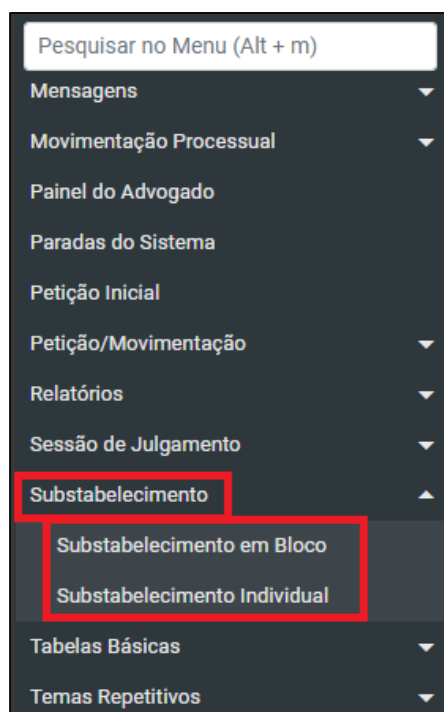 Pesquisar no Menu (Alt + m)
Mensagens
Movimentação Processual
Painel do Advogado
Paradas do Sistema
Petição Inicial
Petição/Movimentação
Relatórios
Sessão de Julgamento
Substabelecimento
Substabelecimento em Bloco
Substabelecimento Individual
Tabelas Básicas
Temas Repetitivos